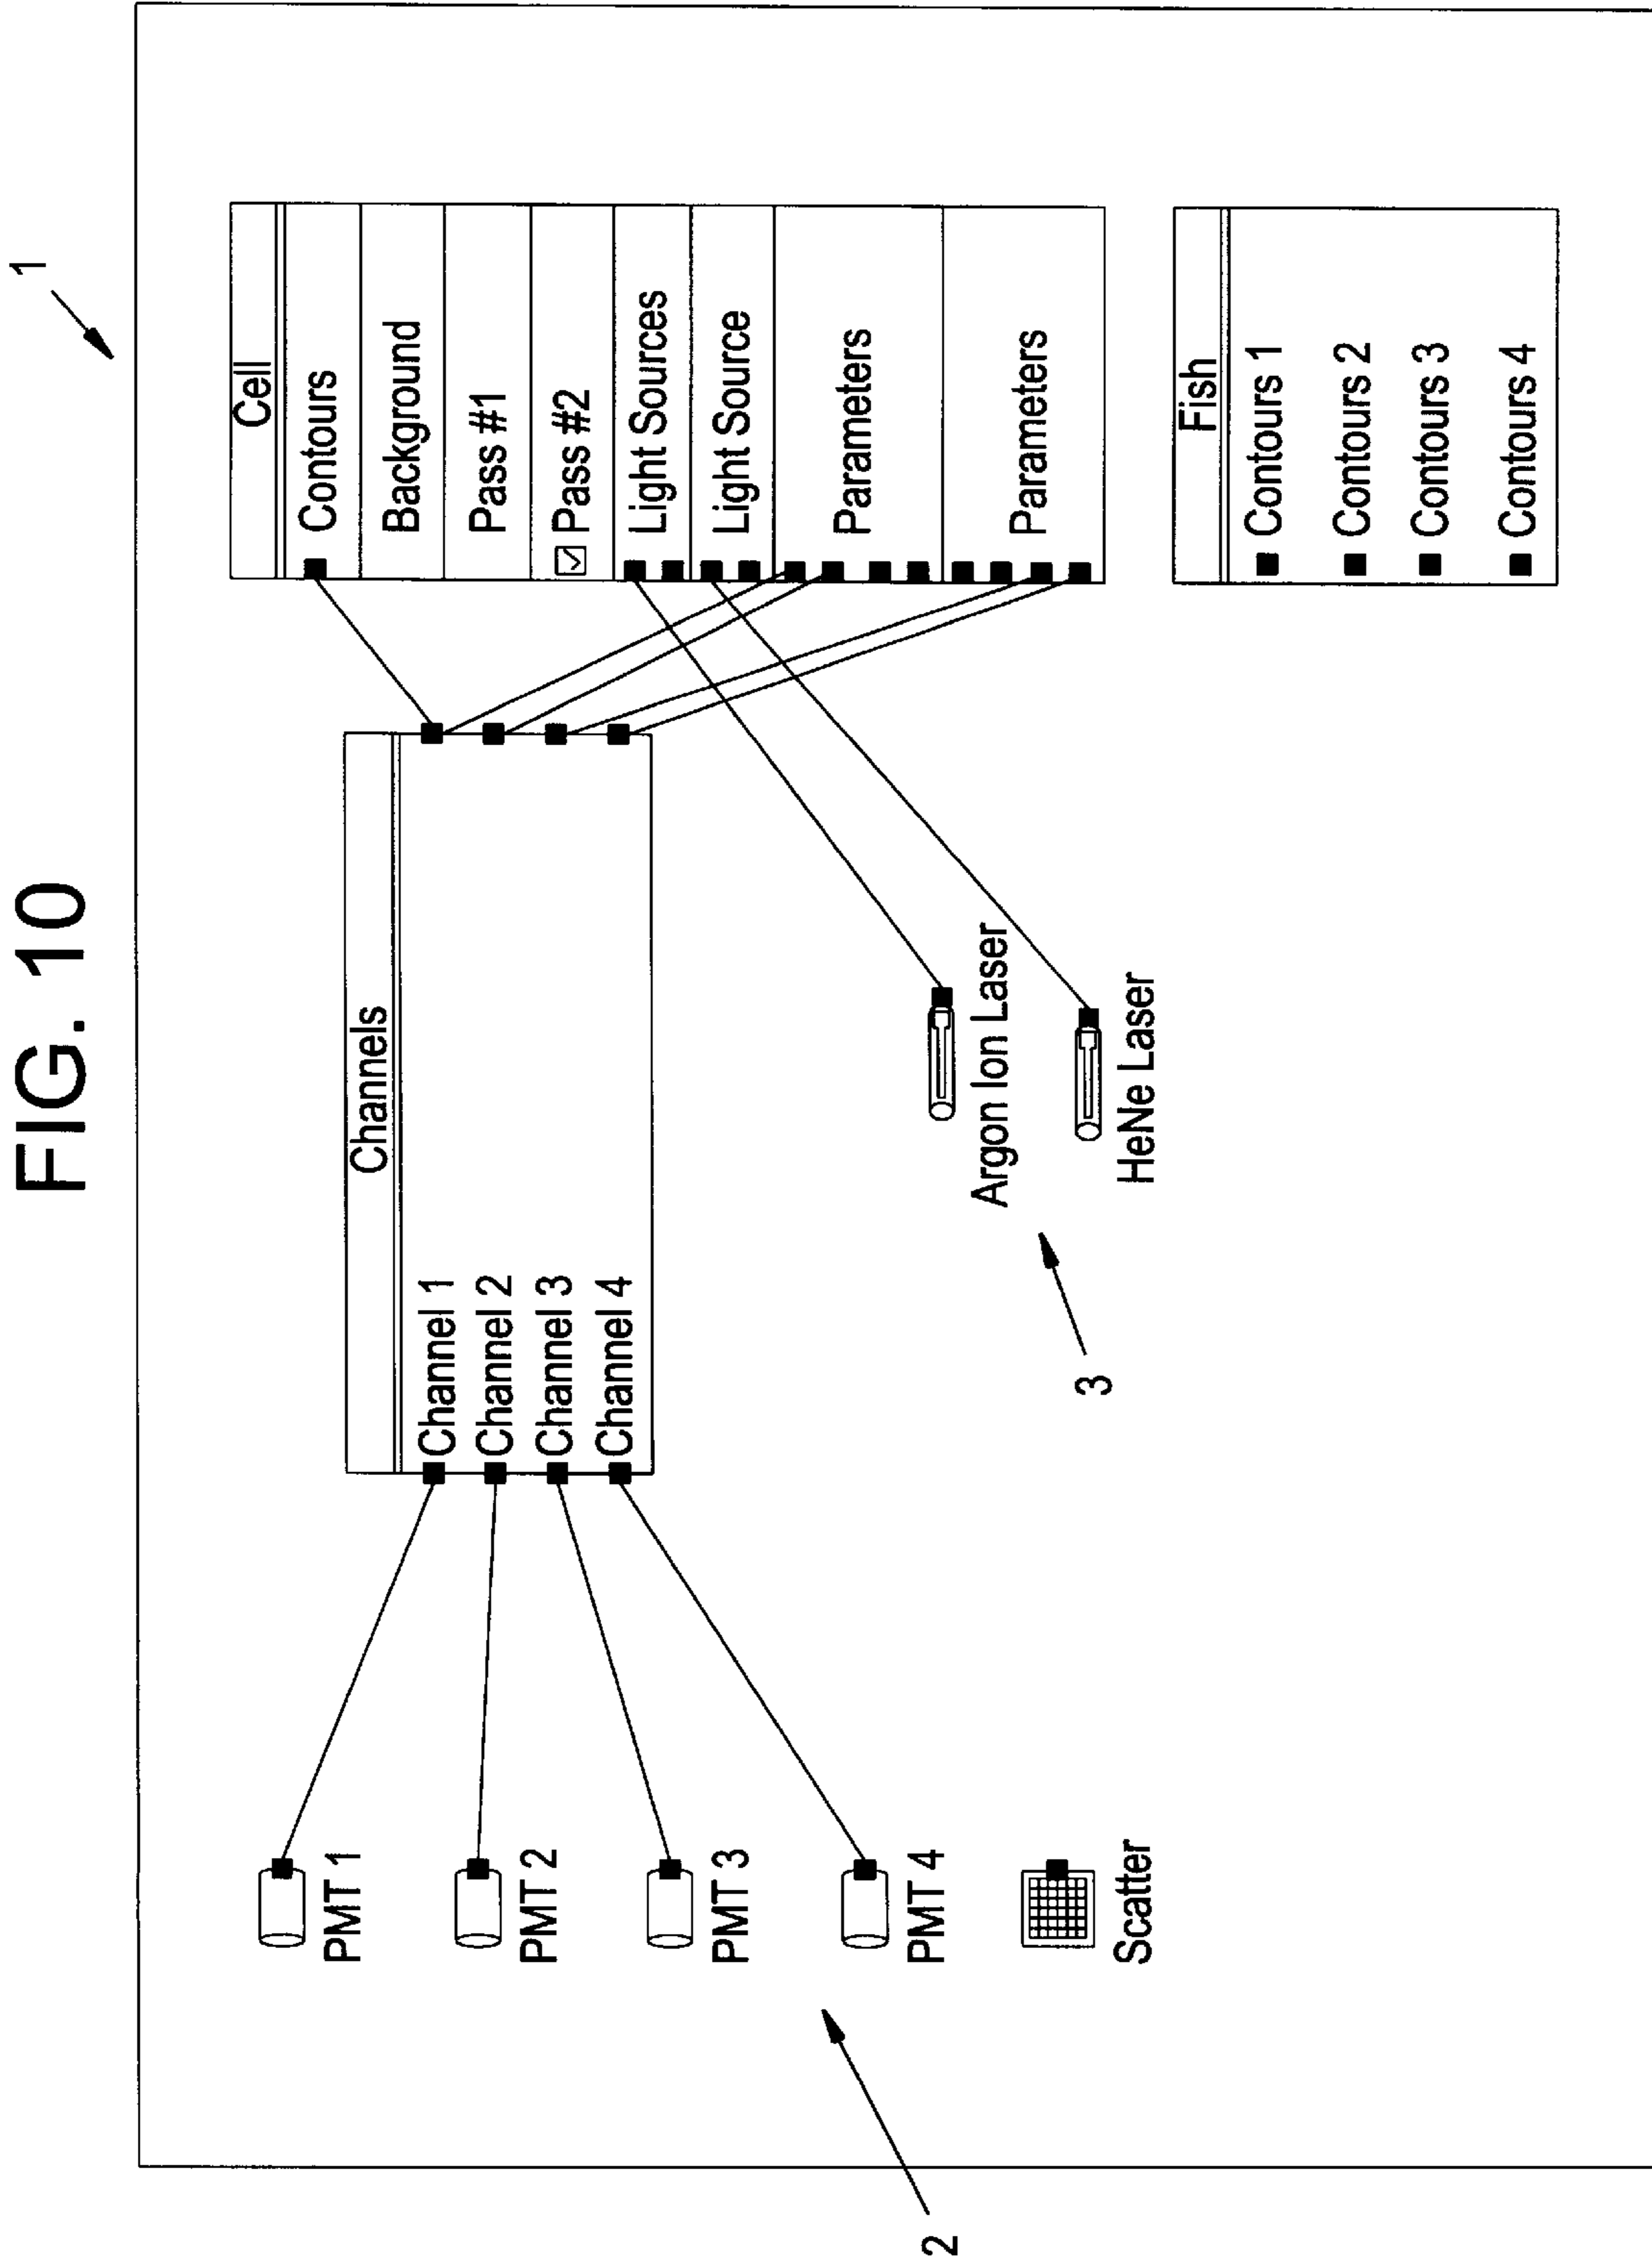 FIG. 10
1
PMT 1
PMT 2
PMT 3
PMT 4
Scatter
2
Channels
Channel 1
Channel 2
Channel 3
Channel 4
Argon Ion Laser
HeNe Laser
3
Cell
Contours
Background
Pass #1
Pass #2
Light Sources
Light Source
Parameters
Parameters
Fish
Contours 1
Contours 2
Contours 3
Contours 4